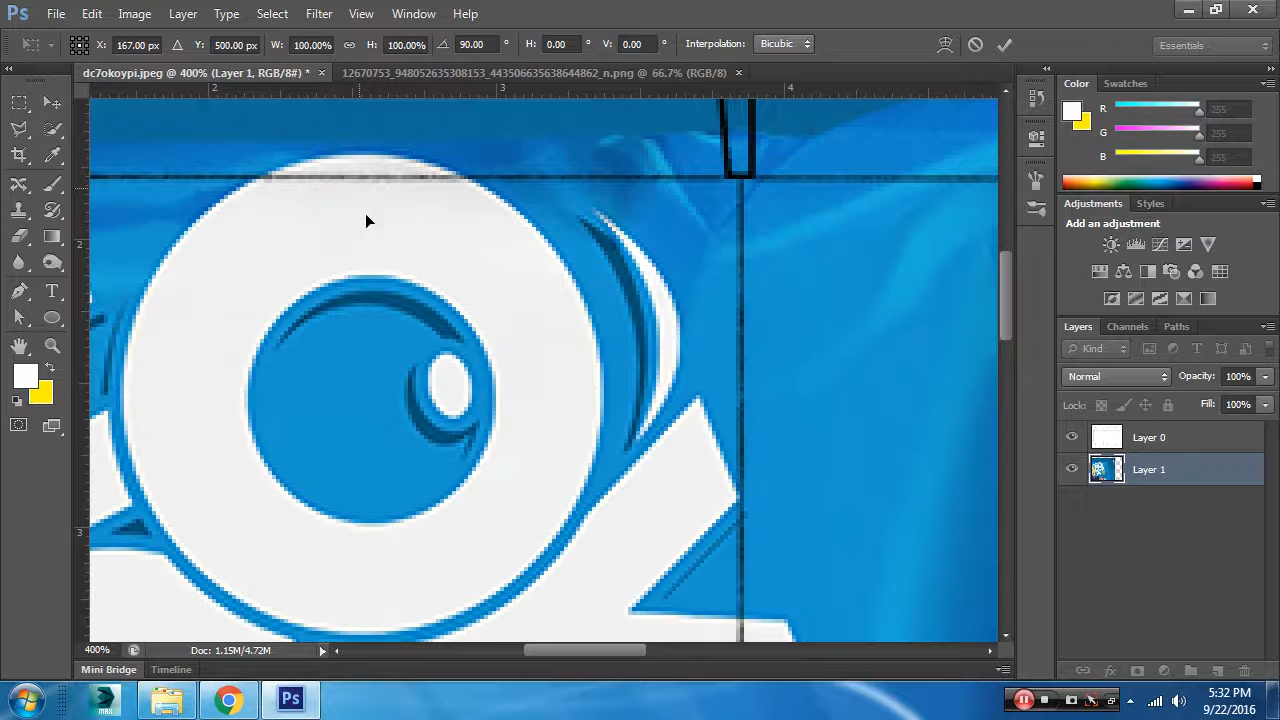 Ps File Edit Image Layer Type Select Filter View Window Help
X: 167.00 px Y: 500.00 px W: 100.00% H: 100.00% 90.00 ° H: 0.00 ° V: 0.00 ° Interpolation: Bicubic Essentials
dc7okoypi.jpeg @ 400% (Layer 1, RGB/8#) * × 12670753_948052635308153_443506635638644862_n.png @ 66.7% (RGB/8) ×
2 3 4
Color Swatches
R 255
G 255
B 255
Adjustments Styles
Add an adjustment
2
3
Layers Channels Paths
Kind
Normal Opacity: 100%
Lock: Fill: 100%
Layer 0
Layer 1
T
400% Doc: 1.15M/4.72M
Mini Bridge Timeline
MAX Ps
5:32 PM
9/22/2016